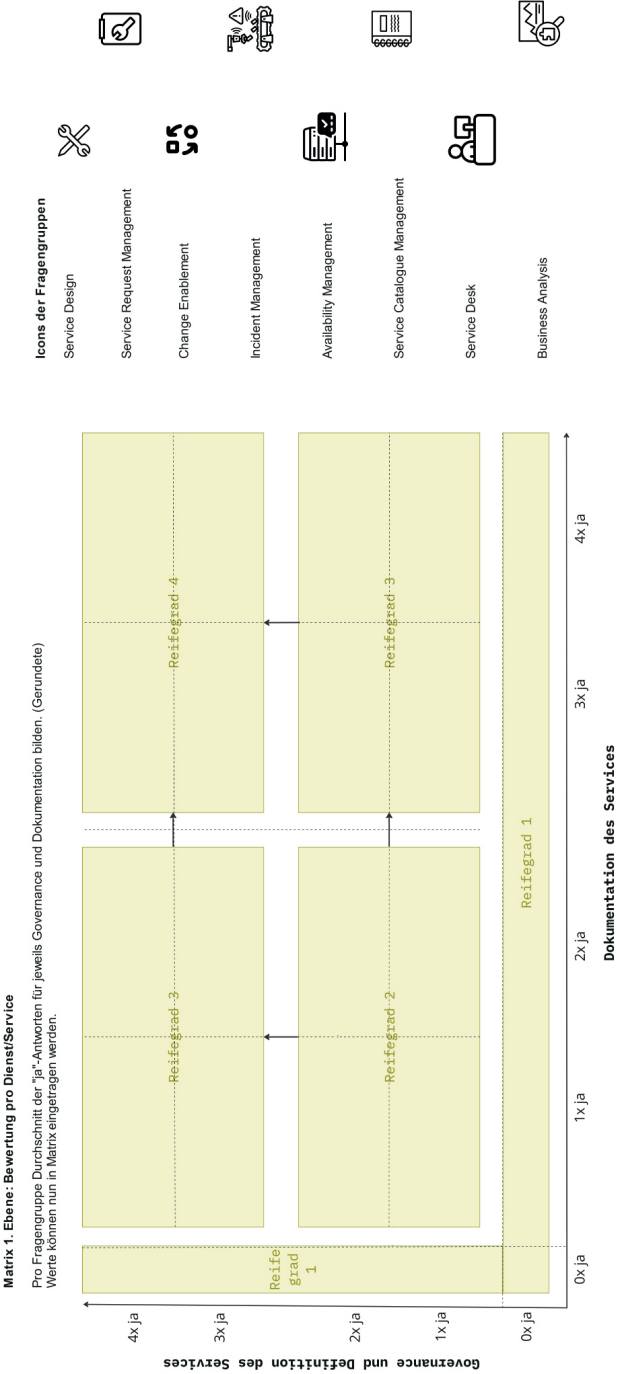 Matrix 1. Ebene: Bewertung pro Dienst/Service
Pro Fragengruppe Durchschnitt der "ja"-Antworten für jeweils Governance und Dokumentation bilden. (Gerundete)
Werte können nun in Matrix eingetragen werden.
Governance und Definition des Services
4x ja
3x ja
2x ja
1x ja
0x ja
Reife
grad
1
Reifegrad 3
Reifegrad 4
Reifegrad 2
Reifegrad 3
Reifegrad 1
0x ja
1x ja
2x ja
3x ja
4x ja
Dokumentation des Services
Icons der Fragengruppen
Service Design
Service Request Management
Change Enablement
Incident Management
Availability Management
Service Catalogue Management
Service Desk
Business Analysis